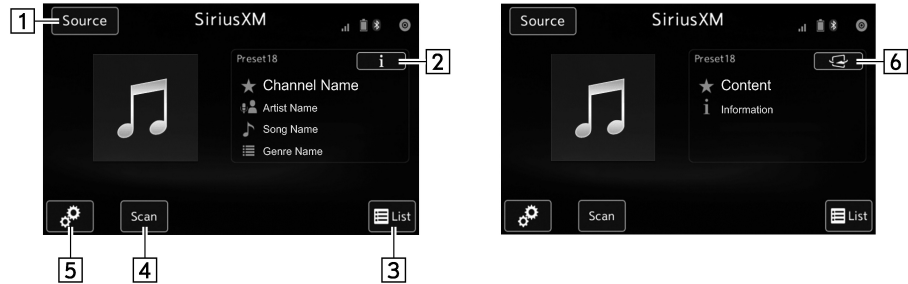 1 Source SiriusXM
Preset18 i 2
Channel Name
Artist Name
Song Name
Genre Name
Scan List
5 4 3
Source SiriusXM
Preset18 6
Content
i Information
Scan List